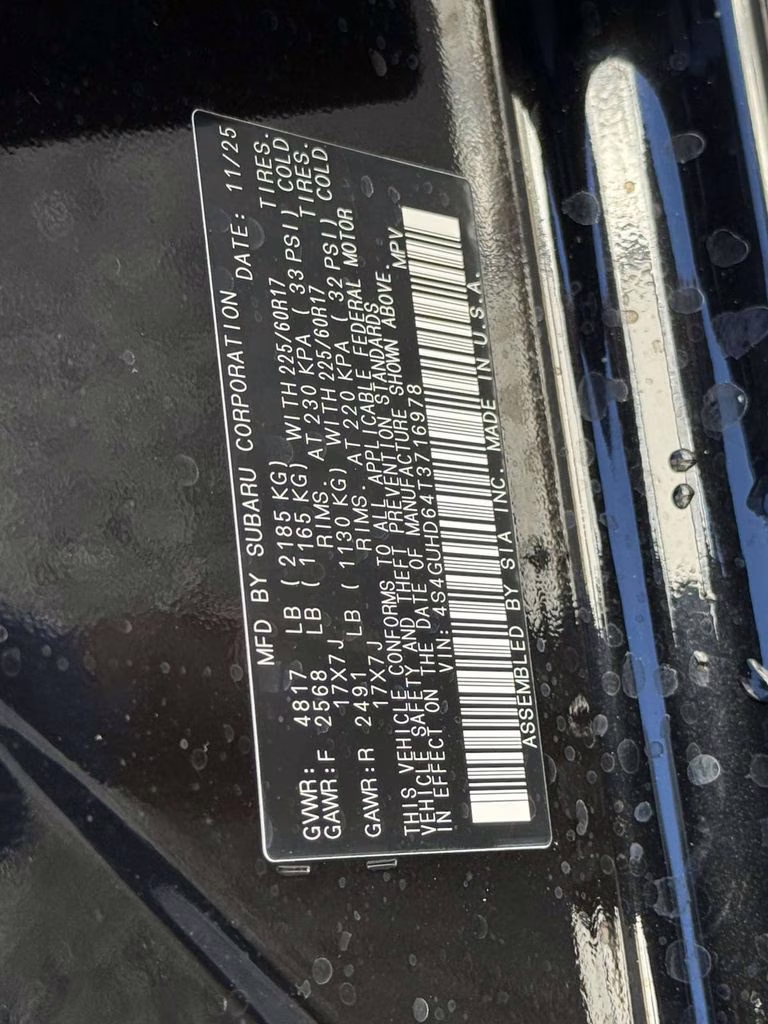 MFD BY SUBARU CORPORATION DATE: 11/25
GVWR: 4817 LB ( 2185 KG) WITH 225/60R17 TIRES.
GAWR:F 2568 LB ( 1165 KG) AT 230 KPA ( 33 PSI) COLD
17X7J RIMS. WITH 225/60R17 TIRES.
GAWR:R 2491 LB ( 1130 KG) AT 220 KPA ( 32 PSI) COLD
17X7J RIMS.
THIS VEHICLE CONFORMS TO ALL APPLICABLE FEDERAL MOTOR
VEHICLE SAFETY AND THEFT PREVENTION STANDARDS
IN EFFECT ON THE DATE OF MANUFACTURE SHOWN ABOVE.
VIN: 4S4GUHD64T3716978 MPV
ASSEMBLED BY SIA INC. MADE IN U.S.A.